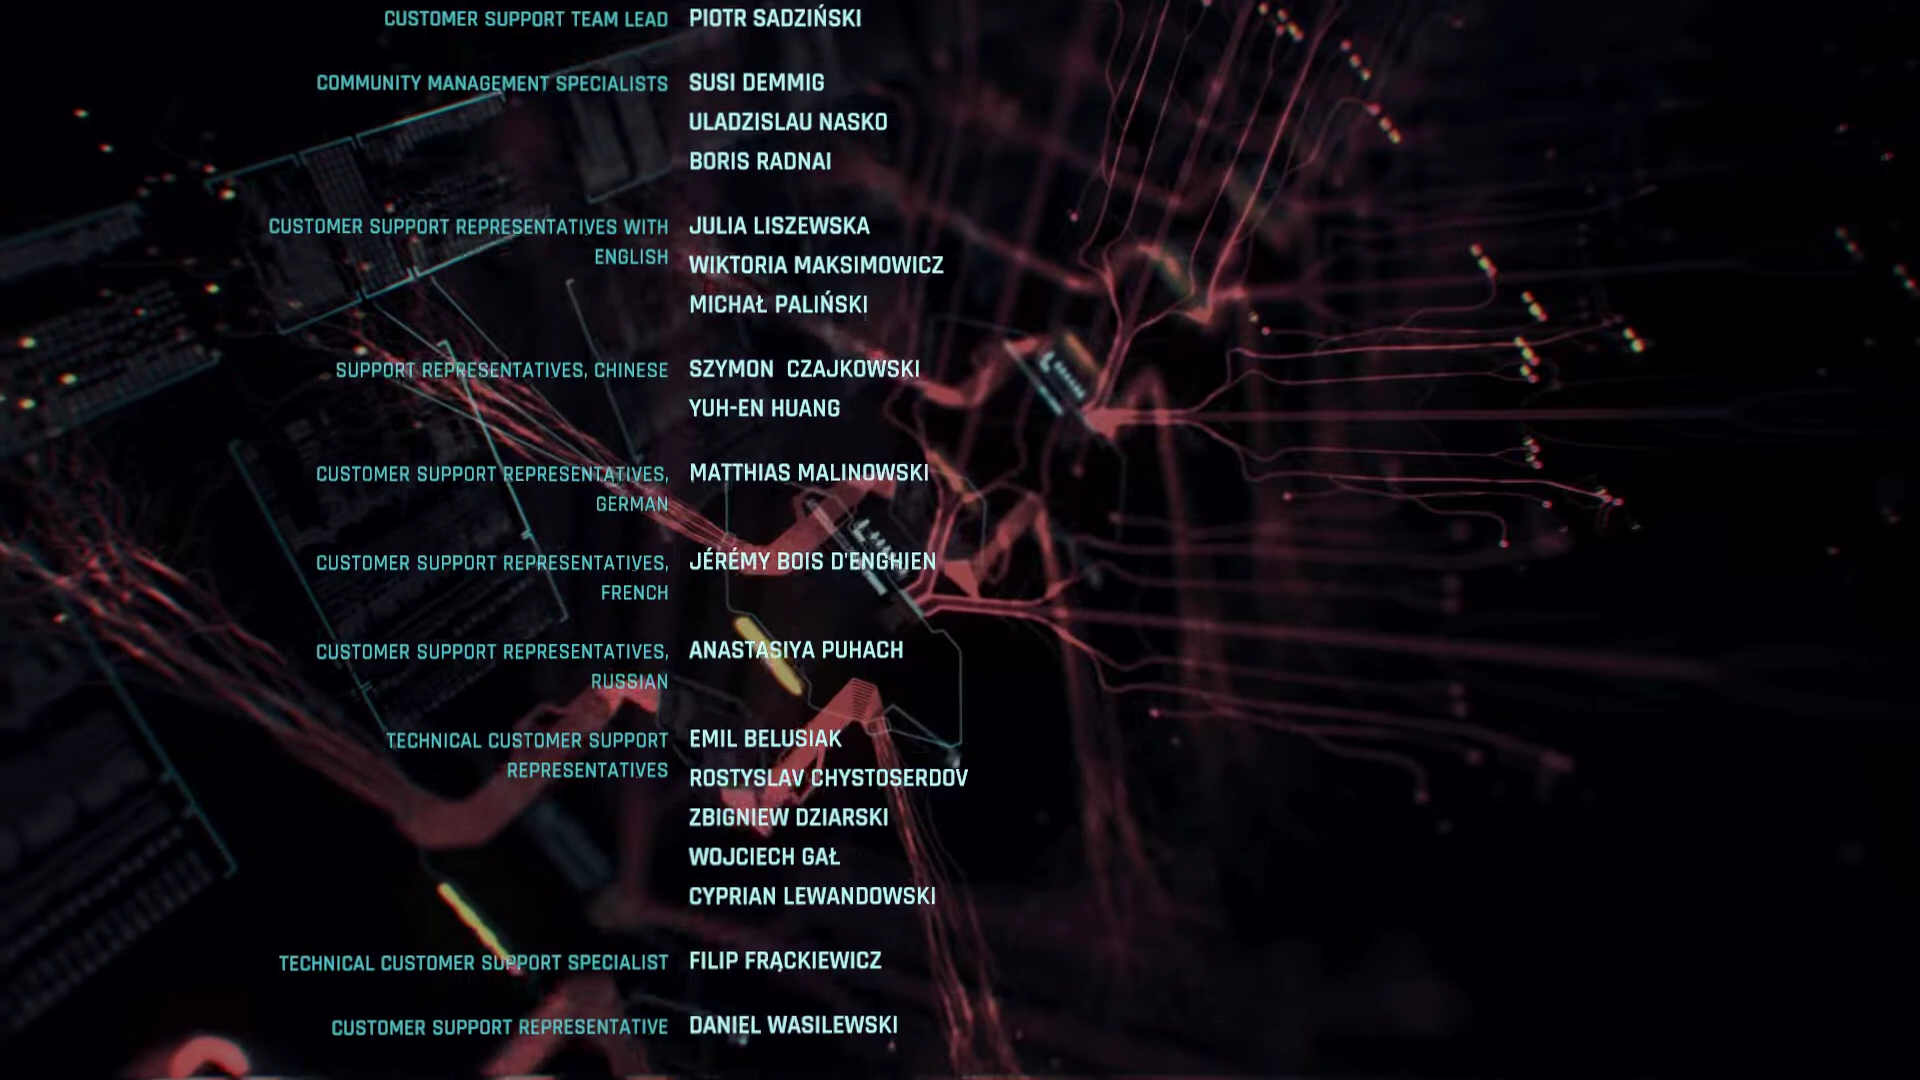 CUSTOMER SUPPORT TEAM LEAD PIOTR SADZIŃSKI
COMMUNITY MANAGEMENT SPECIALISTS SUSI DEMMIG
ULADZISLAU NASKO
BORIS RADNAI
CUSTOMER SUPPORT REPRESENTATIVES WITH JULIA LISZEWSKA
ENGLISH WIKTORIA MAKSIMOWICZ
MICHAŁ PALIŃSKI
SUPPORT REPRESENTATIVES, CHINESE SZYMON  CZAJKOWSKI
YUH-EN HUANG
CUSTOMER SUPPORT REPRESENTATIVES, MATTHIAS MALINOWSKI
GERMAN
CUSTOMER SUPPORT REPRESENTATIVES, JÉRÉMY BOIS D'ENGHIEN
FRENCH
CUSTOMER SUPPORT REPRESENTATIVES, ANASTASIYA PUHACH
RUSSIAN
TECHNICAL CUSTOMER SUPPORT EMIL BELUSIAK
REPRESENTATIVES ROSTYSLAV CHYSTOSERDOV
ZBIGNIEW DZIARSKI
WOJCIECH GAŁ
CYPRIAN LEWANDOWSKI
TECHNICAL CUSTOMER SUPPORT SPECIALIST FILIP FRĄCKIEWICZ
CUSTOMER SUPPORT REPRESENTATIVE DANIEL WASILEWSKI